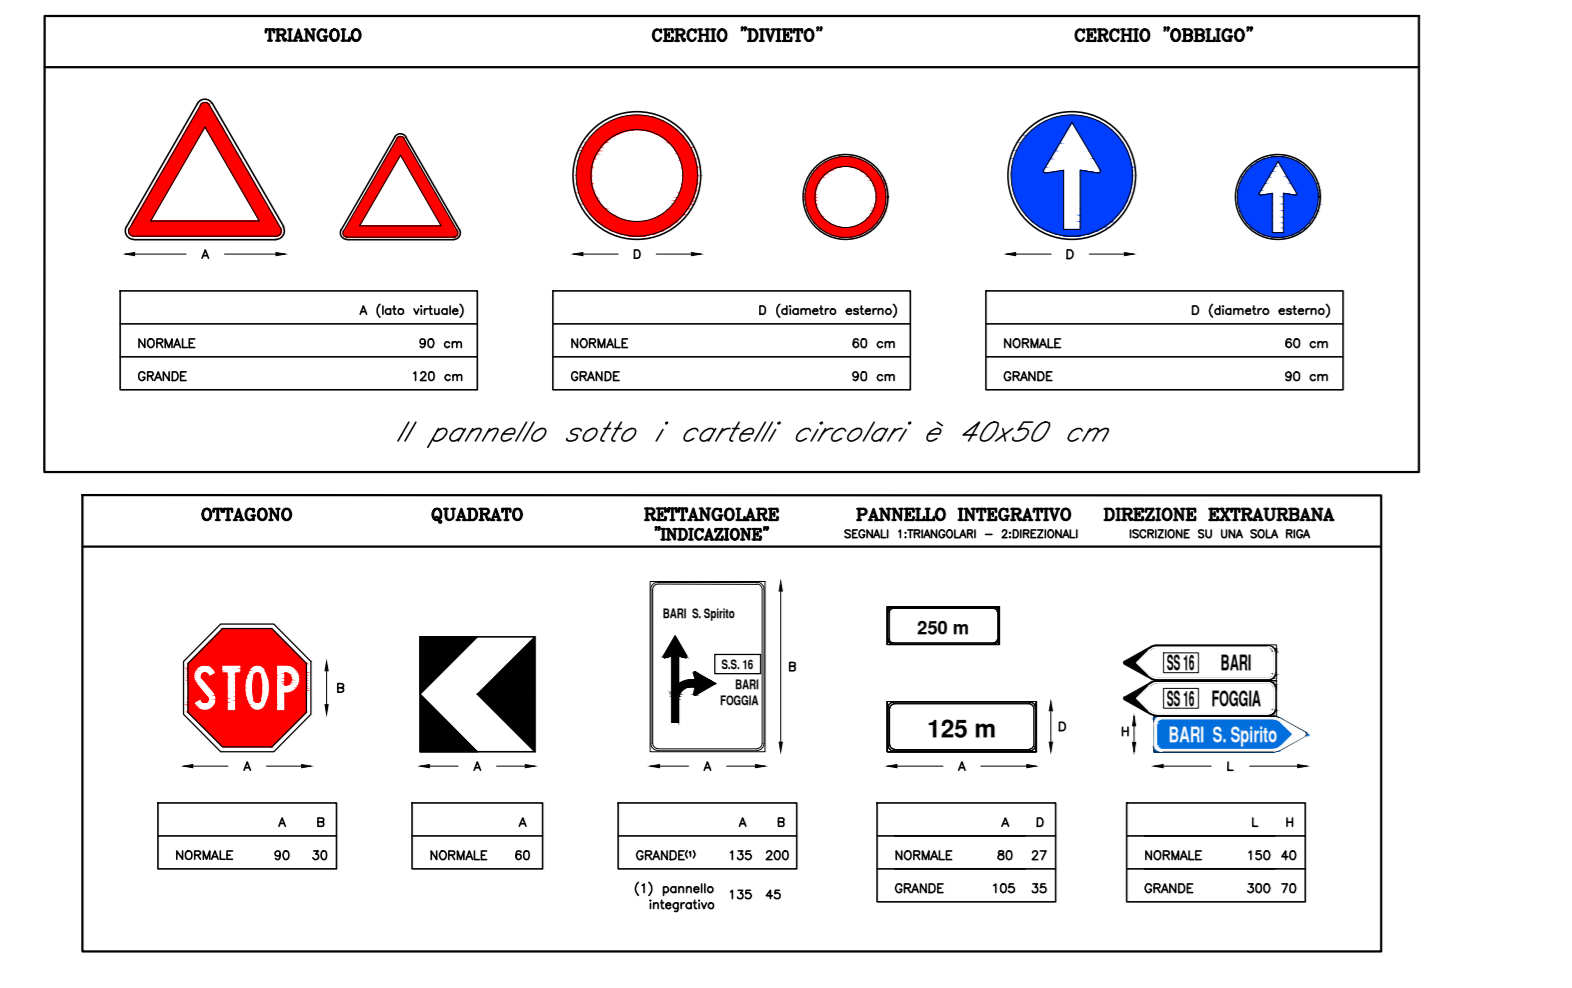 TRIANGOLO
CERCHIO "DIVIETO"
CERCHIO "OBBLIGO"
A
D
D
A (lato virtuale)
NORMALE 90 cm
GRANDE 120 cm
D (diametro esterno)
NORMALE 60 cm
GRANDE 90 cm
D (diametro esterno)
NORMALE 60 cm
GRANDE 90 cm
Il pannello sotto i cartelli circolari è 40x50 cm
OTTAGONO
QUADRATO
RETTANGOLARE
"INDICAZIONE"
PANNELLO INTEGRATIVO
SEGNALI 1:TRIANGOLARI – 2:DIREZIONALI
DIREZIONE EXTRAURBANA
ISCRIZIONE SU UNA SOLA RIGA
STOP
B
A
A
BARI S. Spirito
S.S. 16
BARI
FOGGIA
B
A
250 m
125 m
D
A
SS 16 BARI
SS 16 FOGGIA
BARI S. Spirito
H
L
A B
NORMALE 90 30
A
NORMALE 60
A B
GRANDE(1) 135 200
(1) pannello
integrativo 135 45
A D
NORMALE 80 27
GRANDE 105 35
L H
NORMALE 150 40
GRANDE 300 70